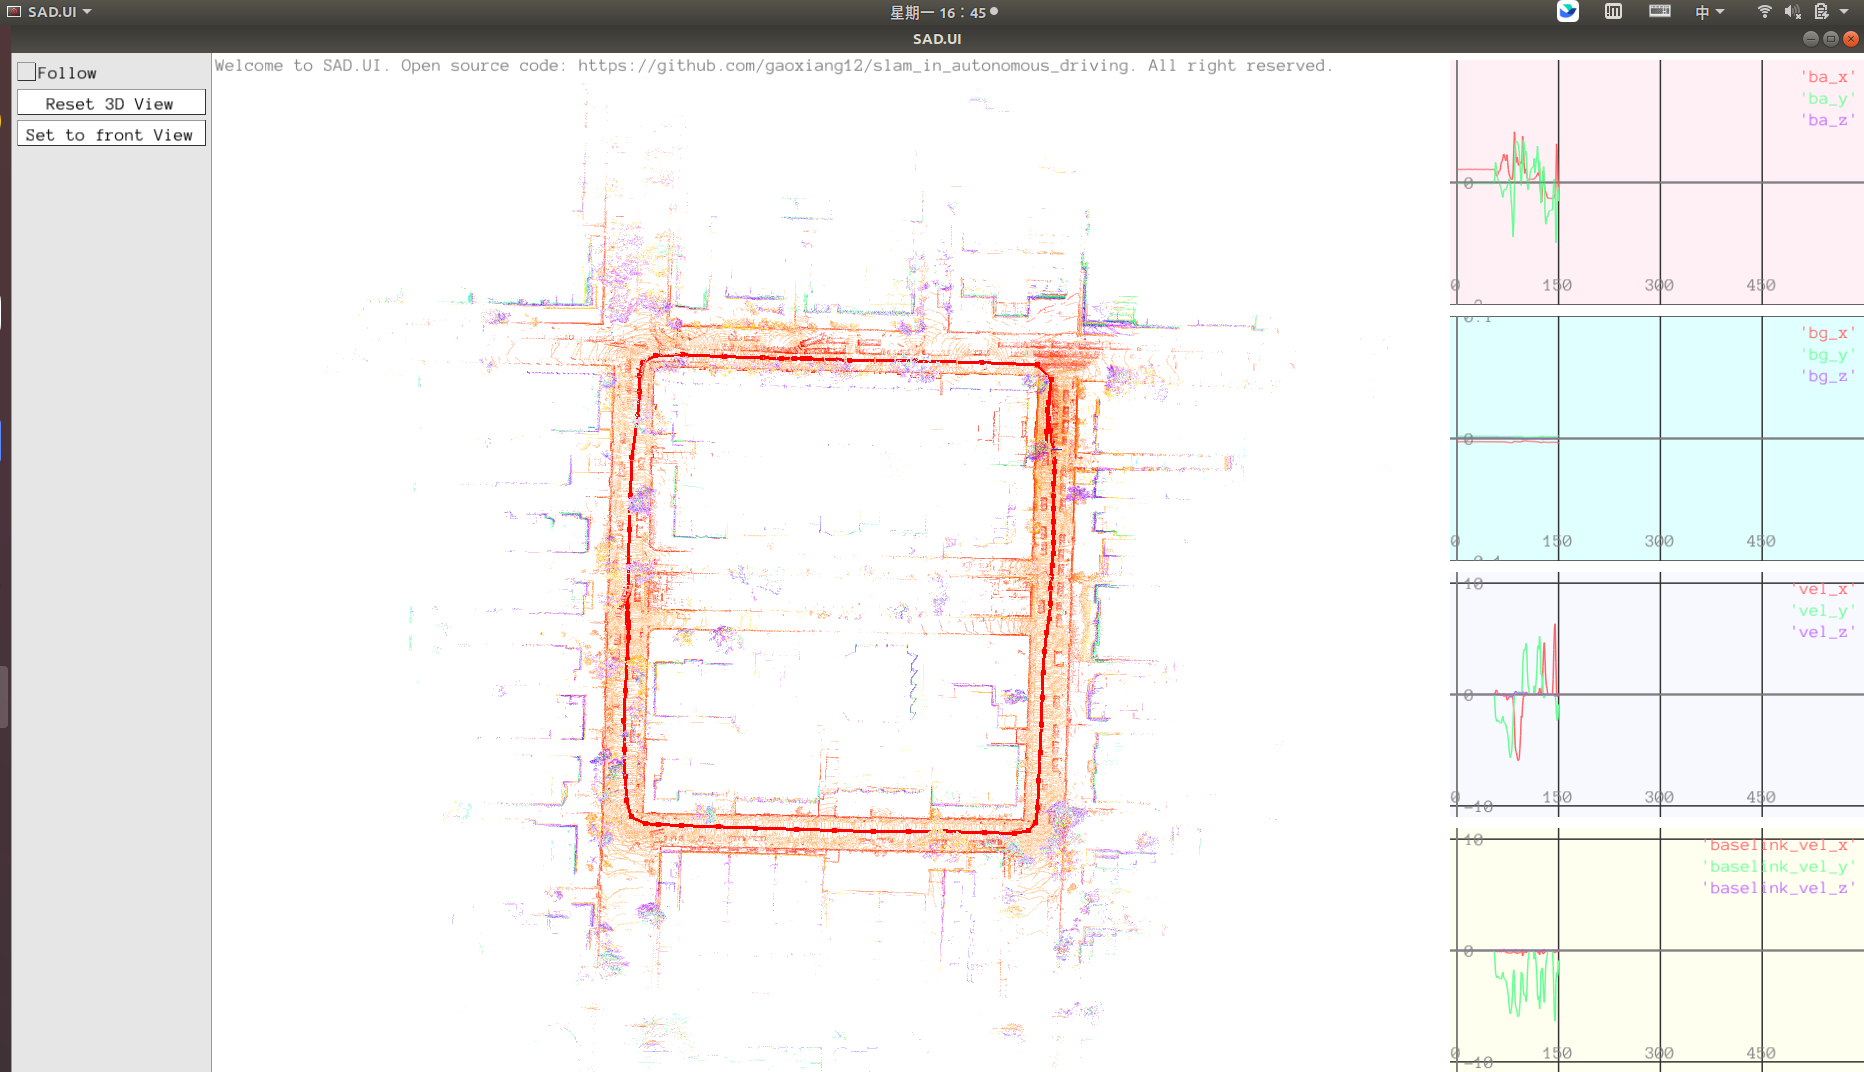 SAD.UI
星期一 16：45
中
SAD.UI
Follow
Reset 3D View
Set to front View
Welcome to SAD.UI. Open source code: https://github.com/gaoxiang12/slam_in_autonomous_driving. All right reserved.
'ba_x'
'ba_y'
'ba_z'
0
0 150 300 450
'bg_x'
'bg_y'
'bg_z'
0
0 150 300 450
10
'vel_x'
'vel_y'
'vel_z'
0
0 150 300 450
-10
10
'baselink_vel_x'
'baselink_vel_y'
'baselink_vel_z'
0
0 150 300 450
-10